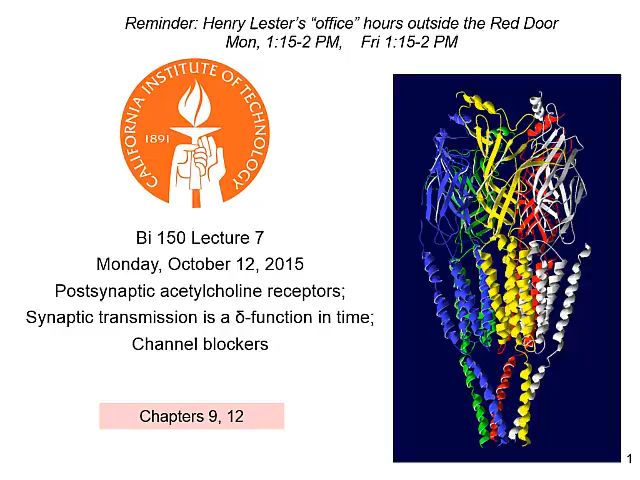 Reminder: Henry Lester's “office” hours outside the Red Door
Mon, 1:15-2 PM, Fri 1:15-2 PM
CALIFORNIA INSTITUTE OF TECHNOLOGY
1891
Bi 150 Lecture 7
Monday, October 12, 2015
Postsynaptic acetylcholine receptors;
Synaptic transmission is a δ-function in time;
Channel blockers
Chapters 9, 12
1